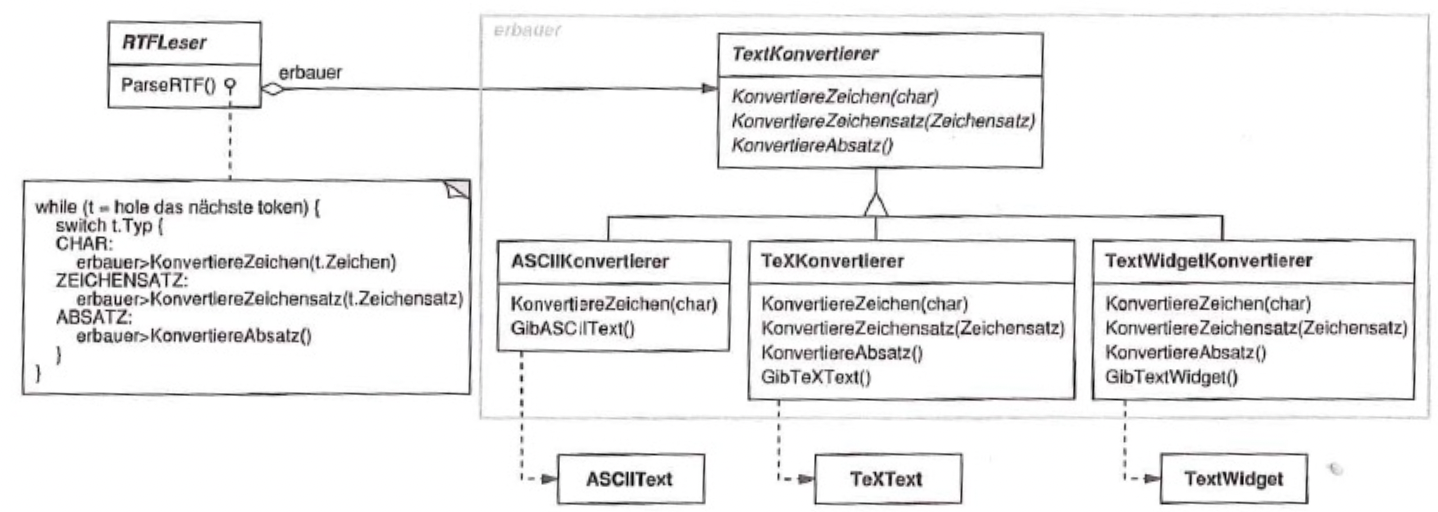 RTFLeser
ParseRTF()
erbauer
erbauer
TextKonvertierer
KonvertiereZeichen(char)
KonvertiereZeichensatz(Zeichensatz)
KonvertiereAbsatz()
while (t = hole das nächste token) {
switch t.Typ {
CHAR:
erbauer>KonvertiereZeichen(t.Zeichen)
ZEICHENSATZ:
erbauer>KonvertiereZeichensatz(t.Zeichensatz)
ABSATZ:
erbauer>KonvertiereAbsatz()
}
}
ASCIIKonvertierer
KonvertiereZeichen(char)
GibASCIIText()
TeXKonvertierer
KonvertiereZeichen(char)
KonvertiereZeichensatz(Zeichensatz)
KonvertiereAbsatz()
GibTeXText()
TextWidgetKonvertierer
KonvertiereZeichen(char)
KonvertiereZeichensatz(Zeichensatz)
KonvertiereAbsatz()
GibTextWidget()
ASCIIText
TeXText
TextWidget